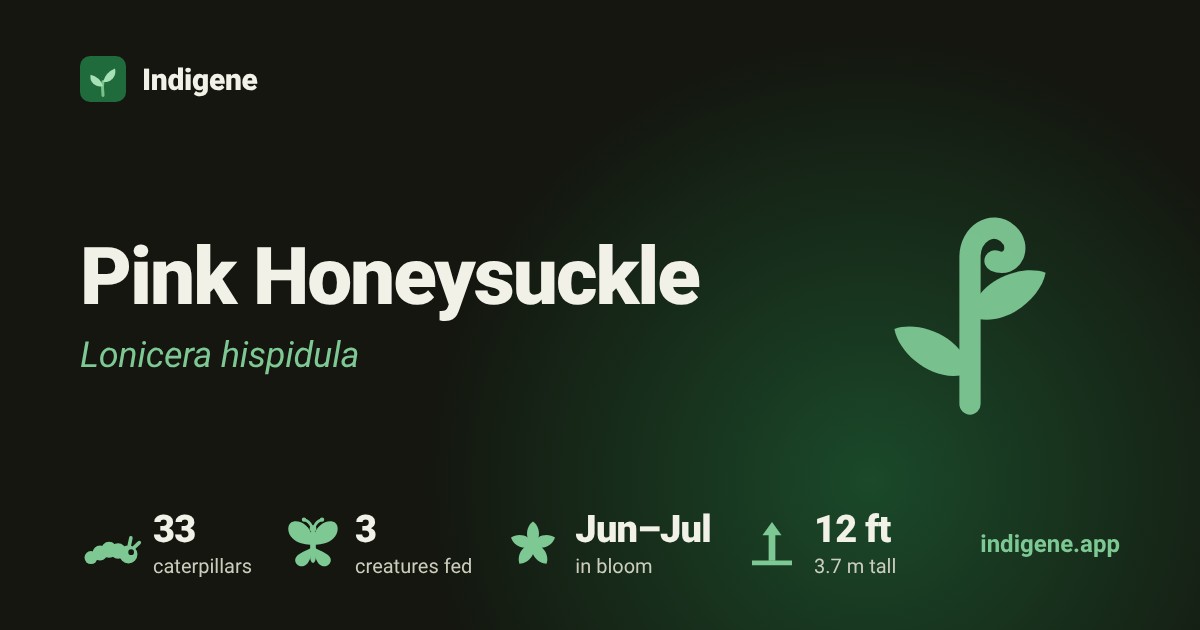 Indigene
Pink Honeysuckle
Lonicera hispidula
33
caterpillars
3
creatures fed
Jun–Jul
in bloom
12 ft
3.7 m tall
indigene.app